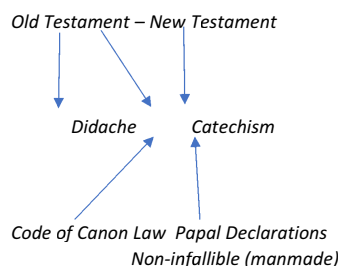 Old Testament – New Testament
Didache Catechism
Code of Canon Law Papal Declarations
Non-infallible (manmade)